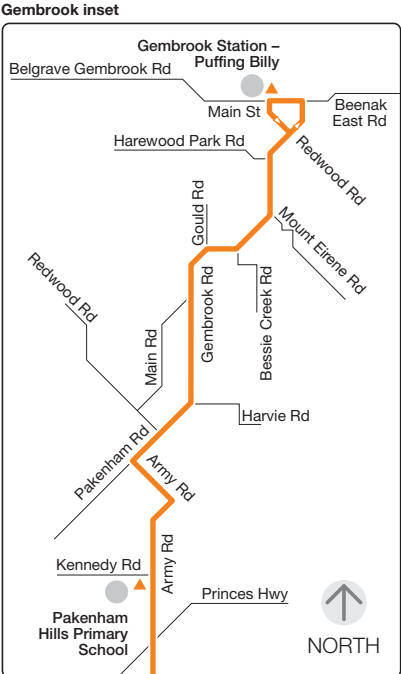 Gembrook inset
Gembrook Station –
Puffing Billy
Belgrave Gembrook Rd
Main St
Beenak
East Rd
Harewood Park Rd
Redwood Rd
Gould Rd
Mount Eirene Rd
Redwood Rd
Main Rd
Gembrook Rd
Bessie Creek Rd
Harvie Rd
Pakenham Rd
Army Rd
Kennedy Rd
Army Rd
Princes Hwy
Pakenham
Hills Primary
School
NORTH